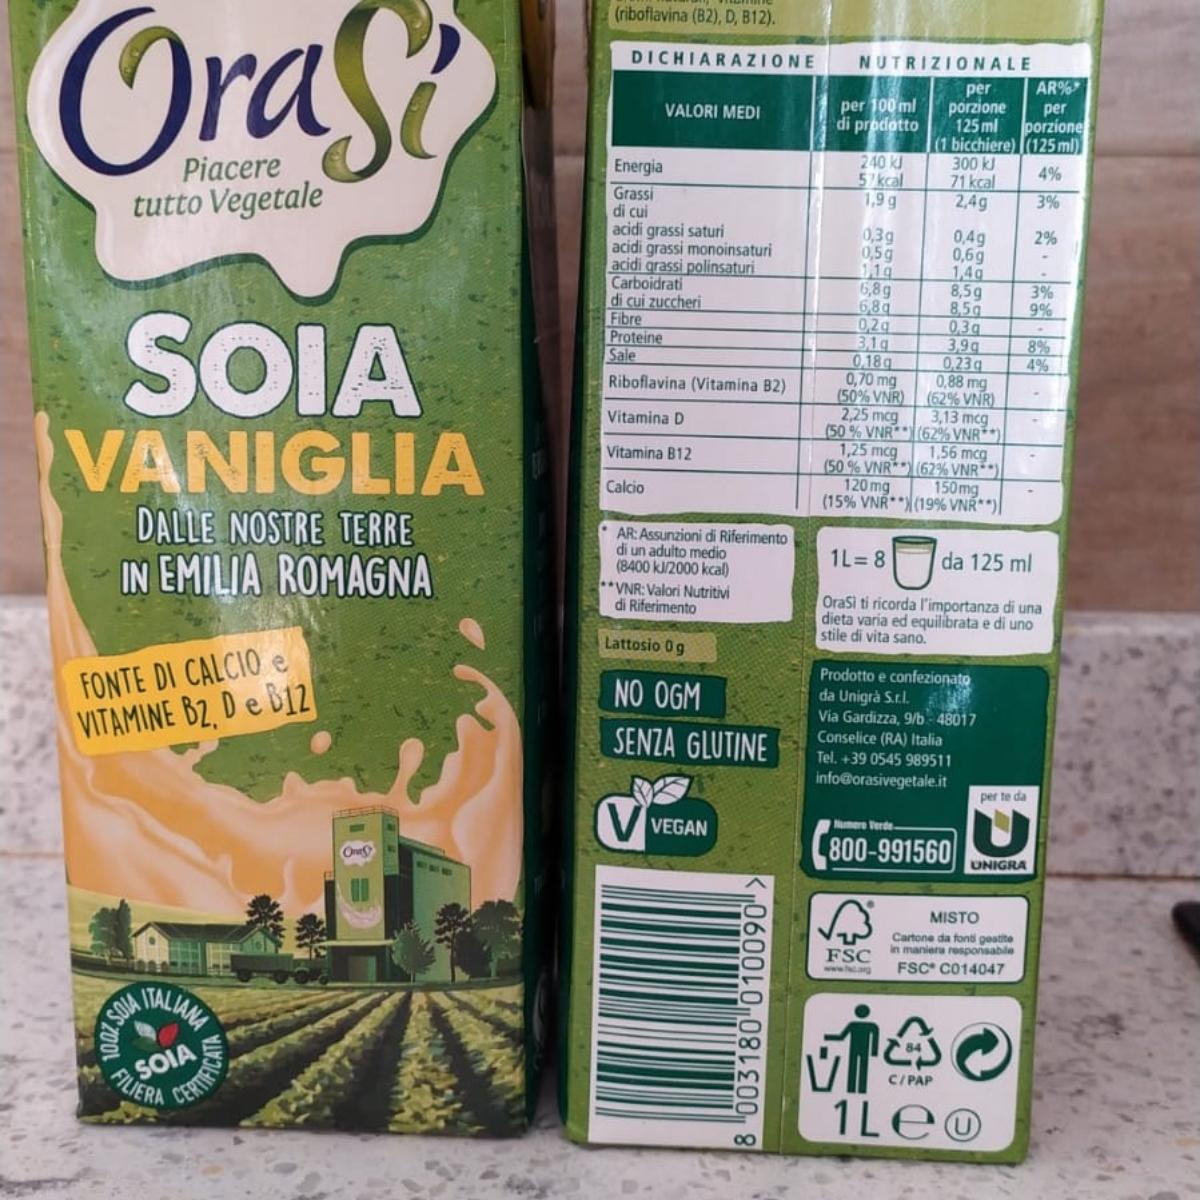 OraSì
Piacere
tutto Vegetale
SOIA
VANIGLIA
DALLE NOSTRE TERRE
IN EMILIA ROMAGNA
FONTE DI CALCIO e
VITAMINE B2, D e B12
OraSì
100% SOIA ITALIANA
SOIA
FILIERA CERTIFICATA
(riboflavina (B2), D, B12).
DICHIARAZIONE NUTRIZIONALE
VALORI MEDI per 100 ml di prodotto per porzione 125 ml (1 bicchiere) AR%* per porzione (125 ml)
Energia 240 kJ 300 kJ 4%
57 kcal 71 kcal
Grassi 1,9 g 2,4 g 3%
di cui
acidi grassi saturi 0,3 g 0,4 g 2%
acidi grassi monoinsaturi 0,5 g 0,6 g -
acidi grassi polinsaturi 1,1 g 1,4 g -
Carboidrati 6,8 g 8,5 g 3%
di cui zuccheri 6,8 g 8,5 g 9%
Fibre 0,2 g 0,3 g -
Proteine 3,1 g 3,9 g 8%
Sale 0,18 g 0,23 g 4%
Riboflavina (Vitamina B2) 0,70 mg 0,88 mg -
(50% VNR) (62% VNR)
Vitamina D 2,25 mcg 3,13 mcg -
(50 % VNR**) (62% VNR**)
Vitamina B12 1,25 mcg 1,56 mcg -
(50 % VNR**) (62% VNR**)
Calcio 120 mg 150 mg -
(15% VNR**) (19% VNR**)
* AR: Assunzioni di Riferimento
di un adulto medio
(8400 kJ/2000 kcal)
**VNR: Valori Nutritivi
di Riferimento
1L= 8 da 125 ml
OraSì ti ricorda l'importanza di una
dieta varia ed equilibrata e di uno
stile di vita sano.
Lattosio 0 g
NO OGM
SENZA GLUTINE
V VEGAN
Prodotto e confezionato
da Unigrà S.r.l.
Via Gardizza, 9/b - 48017
Conselice (RA) Italia
Tel. +39 0545 989511
info@orasivegetale.it
per te da
UNIGRÀ
Numero Verde
800-991560
8 003180 010090 >
FSC
www.fsc.org
MISTO
Cartone da fonti gestite
in maniera responsabile
FSC® C014047
84
C/PAP
1L e U